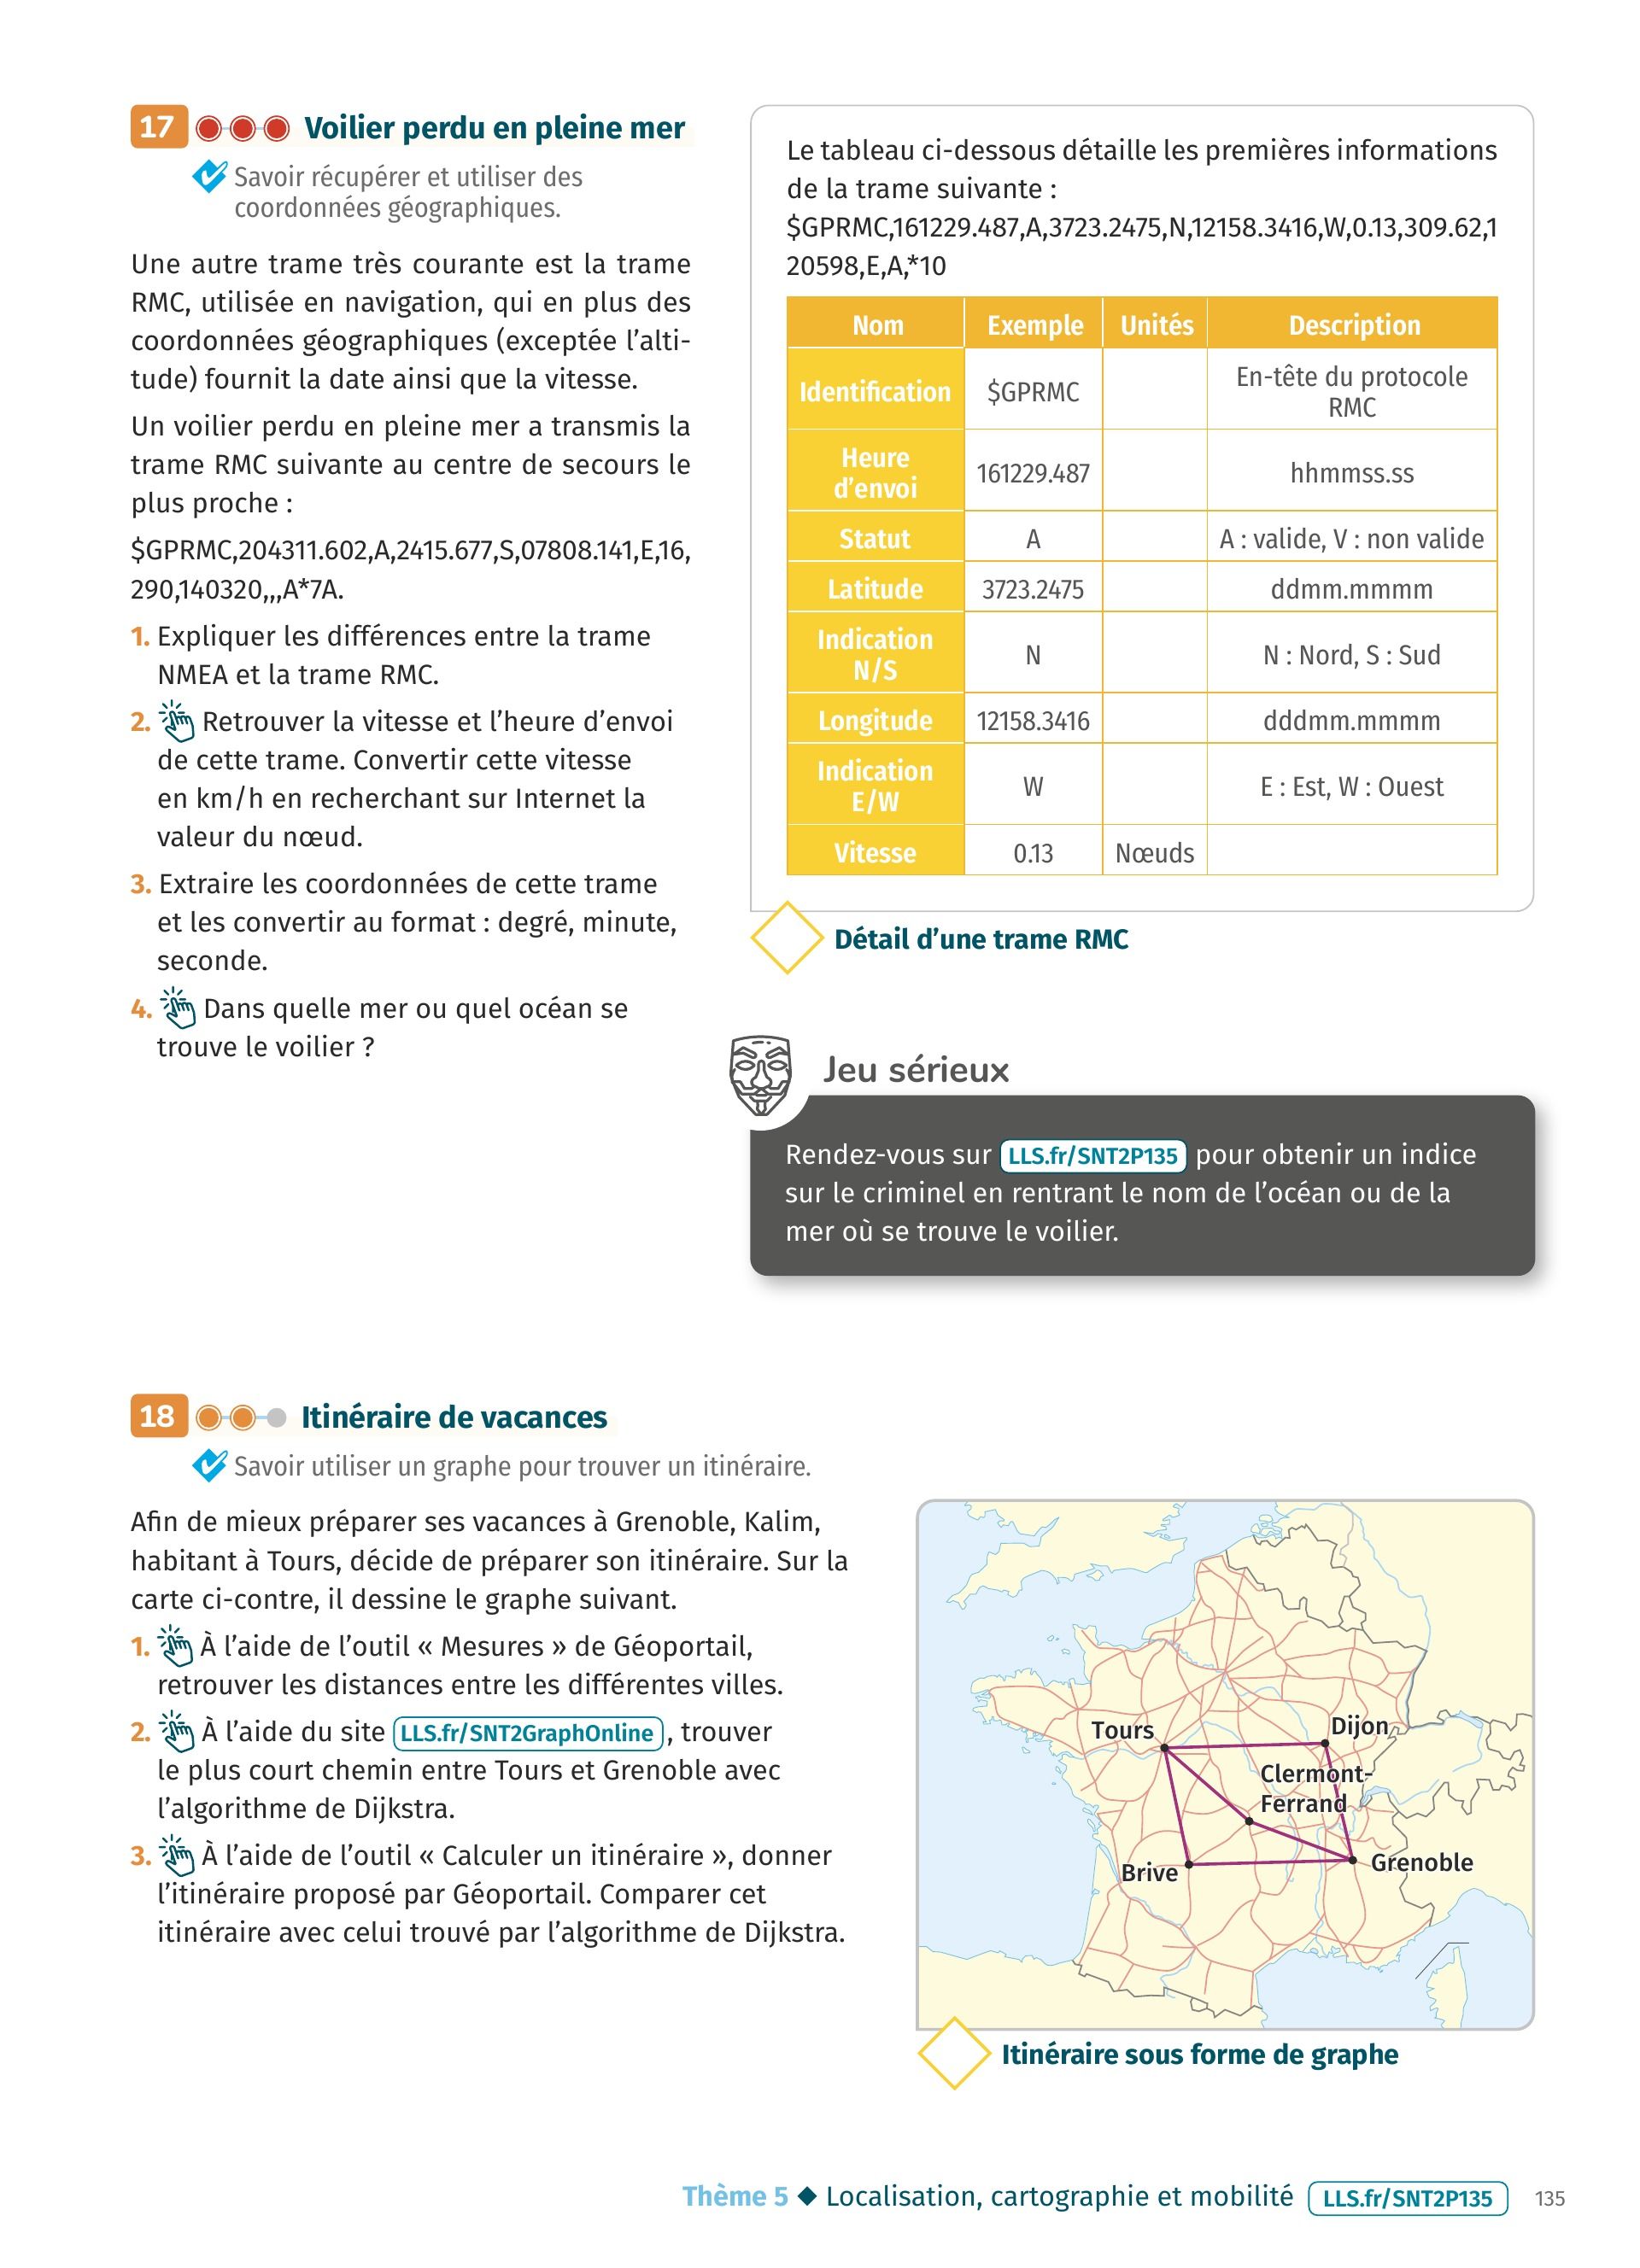 17 Voilier perdu en pleine mer
Savoir récupérer et utiliser des
coordonnées géographiques.
Une autre trame très courante est la trame
RMC, utilisée en navigation, qui en plus des
coordonnées géographiques (exceptée l'alti-
tude) fournit la date ainsi que la vitesse.
Un voilier perdu en pleine mer a transmis la
trame RMC suivante au centre de secours le
plus proche :
$GPRMC,204311.602,A,2415.677,S,07808.141,E,16,
290,140320,,,A*7A.
1. Expliquer les différences entre la trame
NMEA et la trame RMC.
2. Retrouver la vitesse et l'heure d'envoi
de cette trame. Convertir cette vitesse
en km/h en recherchant sur Internet la
valeur du nœud.
3. Extraire les coordonnées de cette trame
et les convertir au format : degré, minute,
seconde.
4. Dans quelle mer ou quel océan se
trouve le voilier ?
Le tableau ci-dessous détaille les premières informations
de la trame suivante :
$GPRMC,161229.487,A,3723.2475,N,12158.3416,W,0.13,309.62,1
20598,E,A,*10
Nom Exemple Unités Description
Identification $GPRMC En-tête du protocole
RMC
Heure
d'envoi 161229.487 hhmmss.ss
Statut A A : valide, V : non valide
Latitude 3723.2475 ddmm.mmmm
Indication
N/S N N : Nord, S : Sud
Longitude 12158.3416 dddmm.mmmm
Indication
E/W W E : Est, W : Ouest
Vitesse 0.13 Nœuds
Détail d'une trame RMC
Jeu sérieux
Rendez-vous sur LLS.fr/SNT2P135 pour obtenir un indice
sur le criminel en rentrant le nom de l'océan ou de la
mer où se trouve le voilier.
18 Itinéraire de vacances
Savoir utiliser un graphe pour trouver un itinéraire.
Afin de mieux préparer ses vacances à Grenoble, Kalim,
habitant à Tours, décide de préparer son itinéraire. Sur la
carte ci-contre, il dessine le graphe suivant.
1. À l'aide de l'outil « Mesures » de Géoportail,
retrouver les distances entre les différentes villes.
2. À l'aide du site LLS.fr/SNT2GraphOnline , trouver
le plus court chemin entre Tours et Grenoble avec
l'algorithme de Dijkstra.
3. À l'aide de l'outil « Calculer un itinéraire », donner
l'itinéraire proposé par Géoportail. Comparer cet
itinéraire avec celui trouvé par l'algorithme de Dijkstra.
Tours
Dijon
Clermont-
Ferrand
Brive
Grenoble
Itinéraire sous forme de graphe
Thème 5 ◆ Localisation, cartographie et mobilité LLS.fr/SNT2P135 135